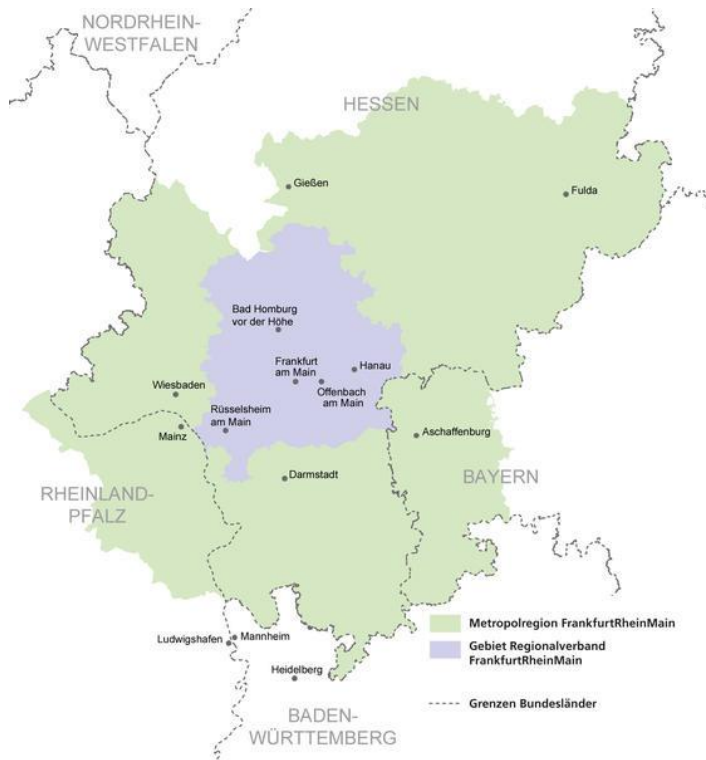 NORDRHEIN-
WESTFALEN
HESSEN
Gießen
Fulda
Bad Homburg
vor der Höhe
Frankfurt
am Main
Hanau
Offenbach
am Main
Wiesbaden
Rüsselsheim
am Main
Mainz
Aschaffenburg
Darmstadt
BAYERN
RHEINLAND-
PFALZ
Ludwigshafen
Mannheim
Heidelberg
BADEN-
WÜRTTEMBERG
Metropolregion FrankfurtRheinMain
Gebiet Regionalverband
FrankfurtRheinMain
Grenzen Bundesländer